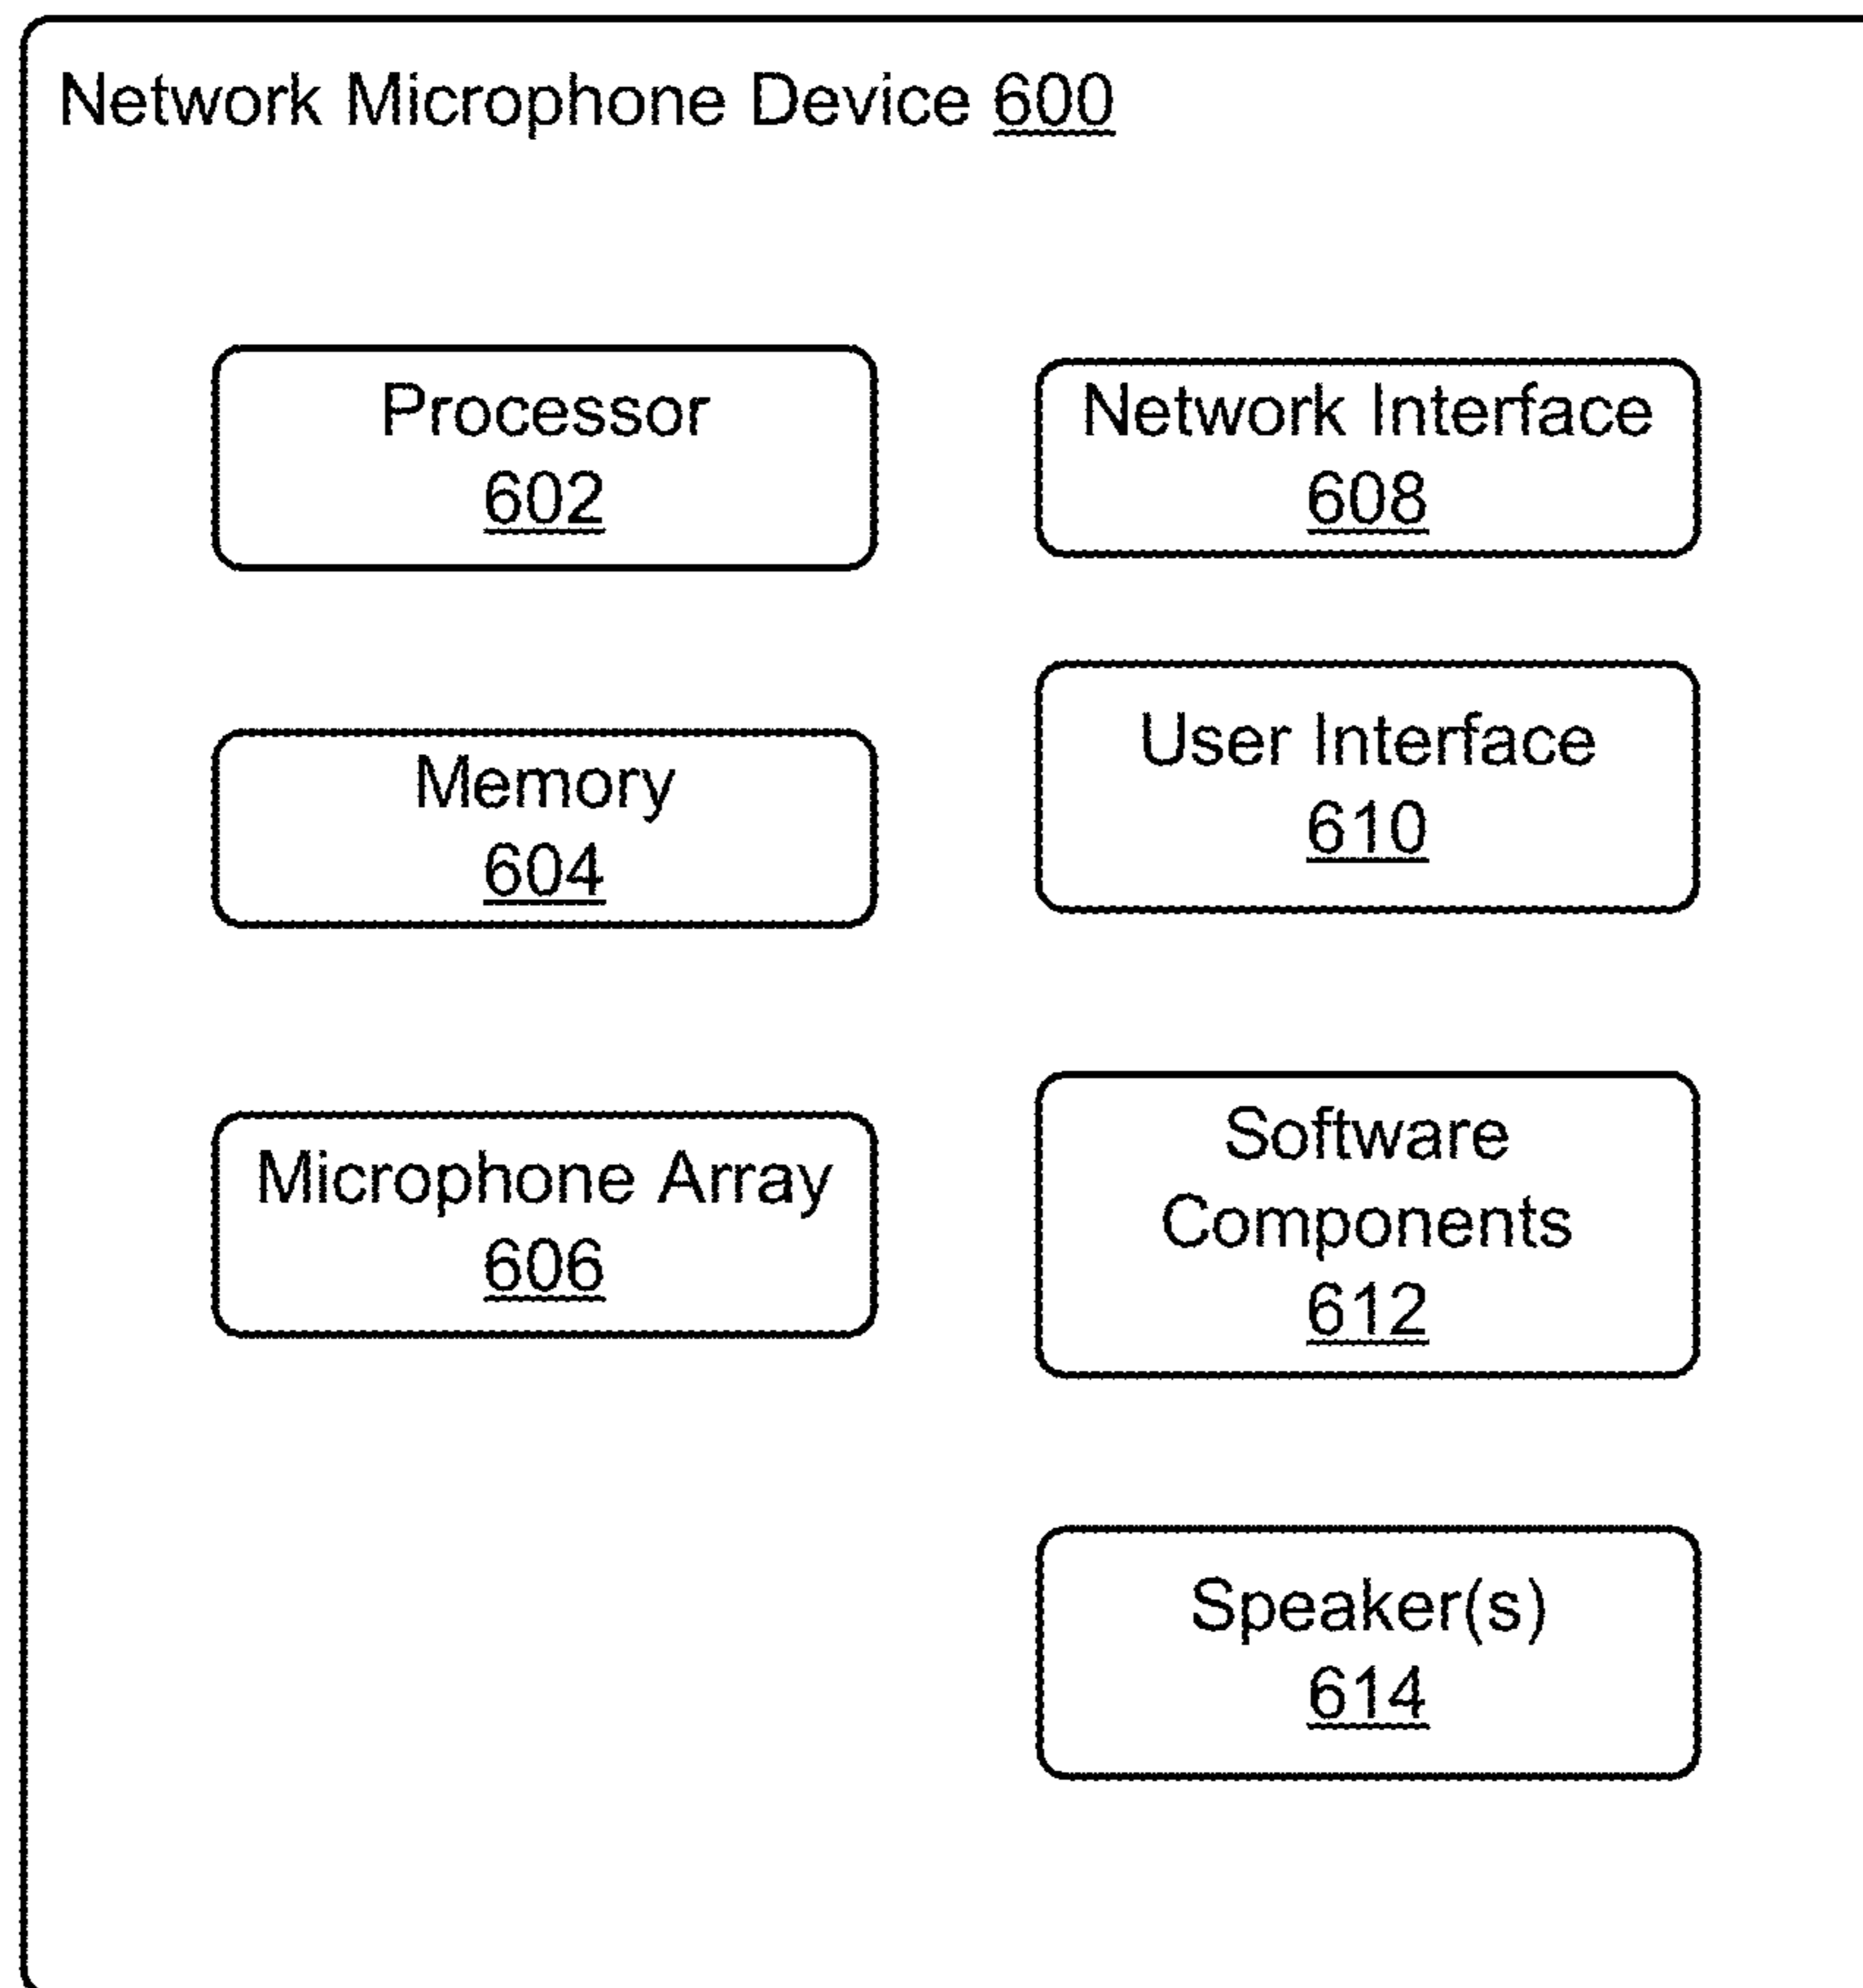 Network Microphone Device 600
Processor
602
Memory
604
Microphone Array
606
Network Interface
608
User Interface
610
Software
Components
612
Speaker(s)
614